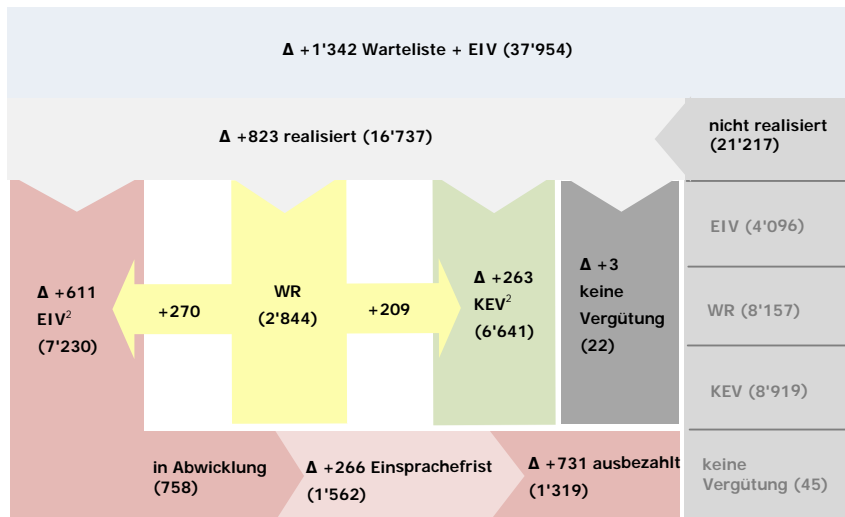 Δ +1'342 Warteliste + EIV (37'954)
Δ +823 realisiert (16'737)
nicht realisiert
(21'217)
EIV (4'096)
WR (8'157)
KEV (8'919)
keine
Vergütung (45)
Δ +611
EIV²
(7'230)
+270
WR
(2'844)
+209
Δ +263
KEV²
(6'641)
Δ +3
keine
Vergütung
(22)
in Abwicklung
(758)
Δ +266 Einsprachefrist
(1'562)
Δ +731 ausbezahlt
(1'319)